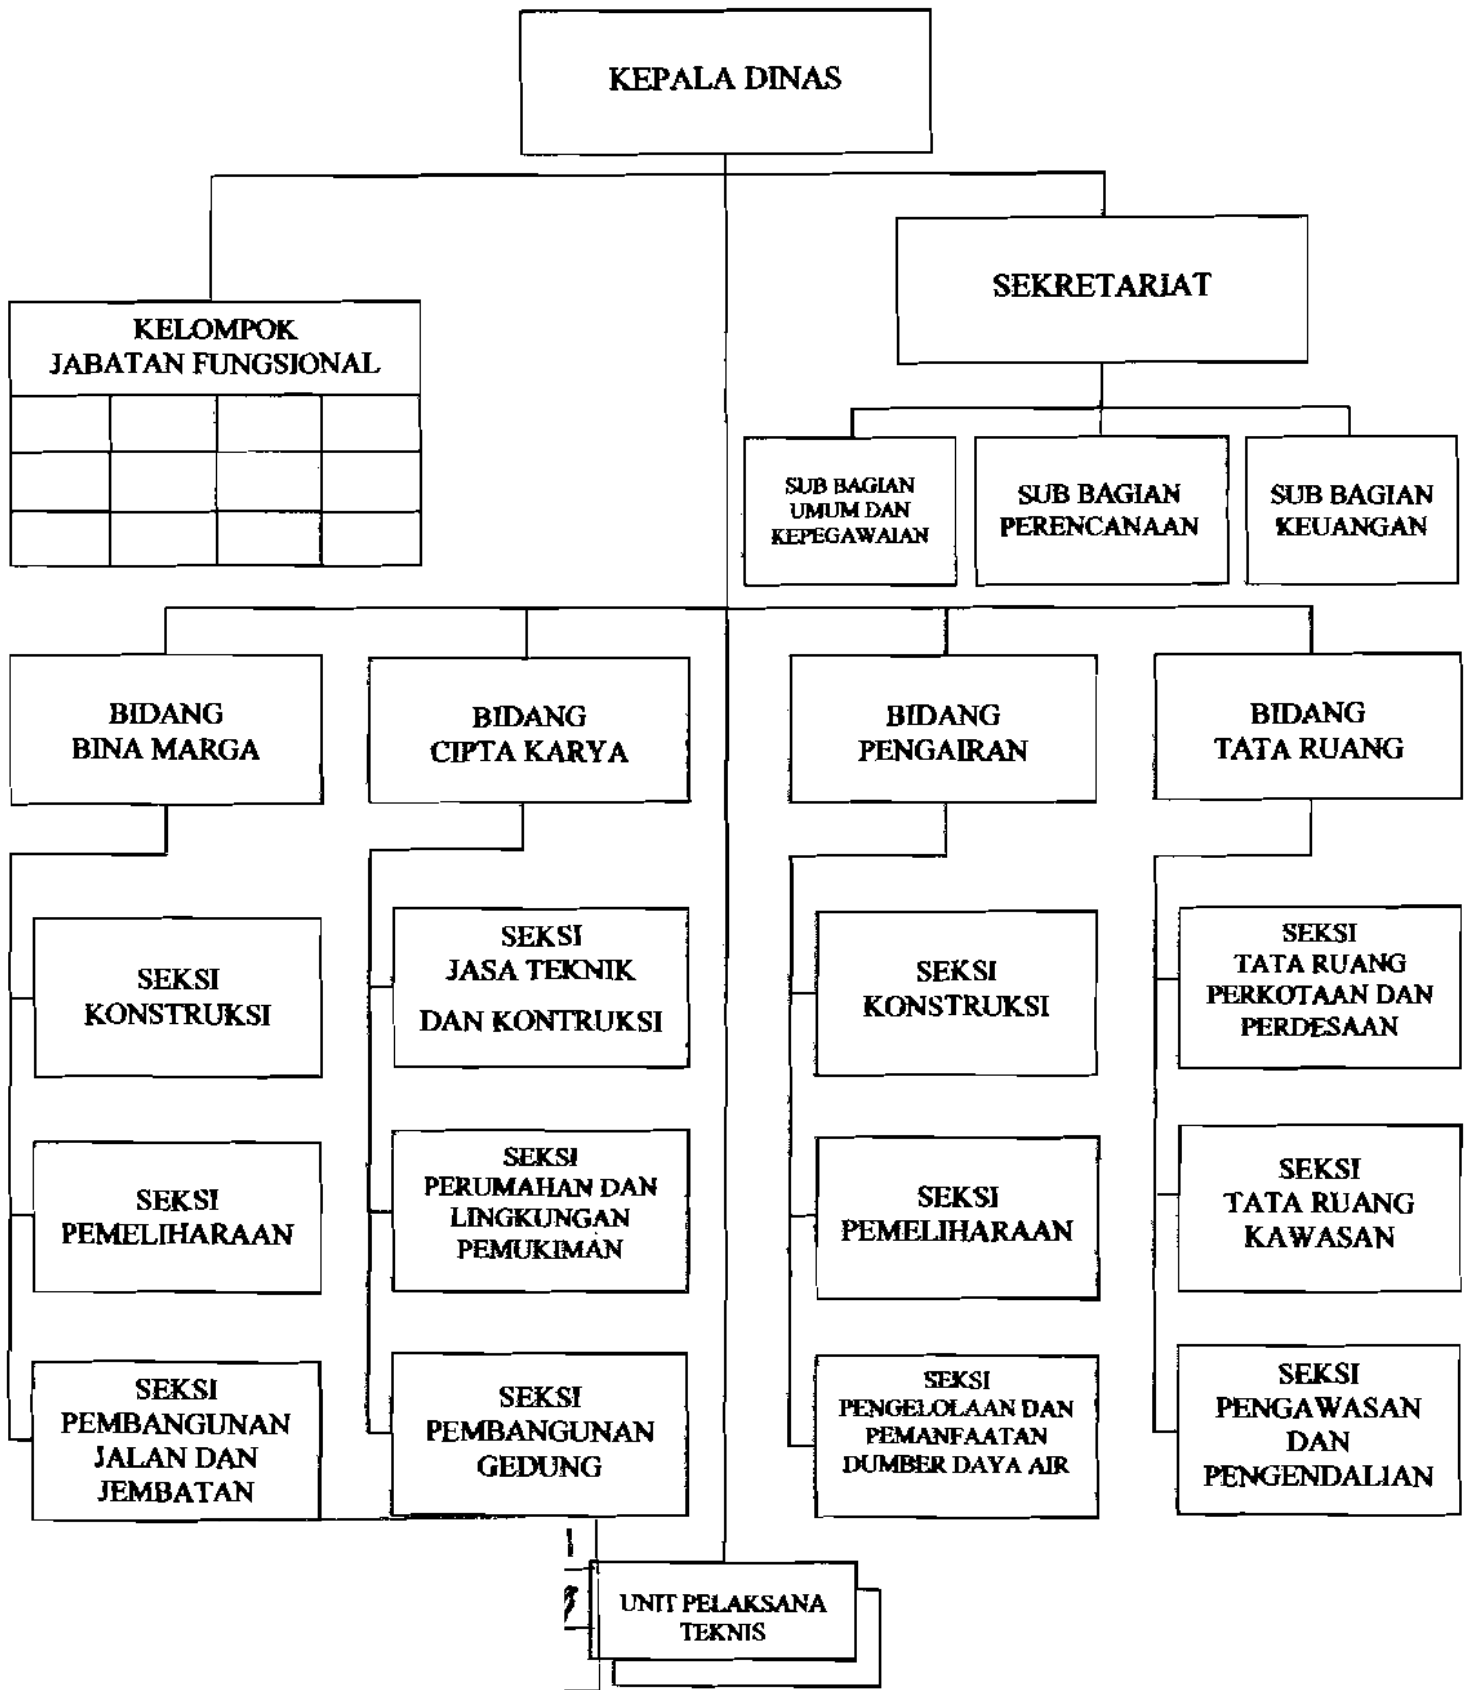 KEPALA DINAS
SEKRETARIAT
KELOMPOK
JABATAN FUNGSIONAL
SUB BAGIAN
UMUM DAN
KEPEGAWAIAN
SUB BAGIAN
PERENCANAAN
SUB BAGIAN
KEUANGAN
BIDANG
BINA MARGA
BIDANG
CIPTA KARYA
BIDANG
PENGAIRAN
BIDANG
TATA RUANG
SEKSI
KONSTRUKSI
SEKSI
JASA TEKNIK
DAN KONTRUKSI
SEKSI
KONSTRUKSI
SEKSI
TATA RUANG
PERKOTAAN DAN
PERDESAAN
SEKSI
PEMELIHARAAN
SEKSI
PERUMAHAN DAN
LINGKUNGAN
PEMUKIMAN
SEKSI
PEMELIHARAAN
SEKSI
TATA RUANG
KAWASAN
SEKSI
PEMBANGUNAN
JALAN DAN
JEMBATAN
SEKSI
PEMBANGUNAN
GEDUNG
SEKSI
PENGELOLAAN DAN
PEMANFAATAN
DUMBER DAYA AIR
SEKSI
PENGAWASAN
DAN
PENGENDALIAN
UNIT PELAKSANA
TEKNIS